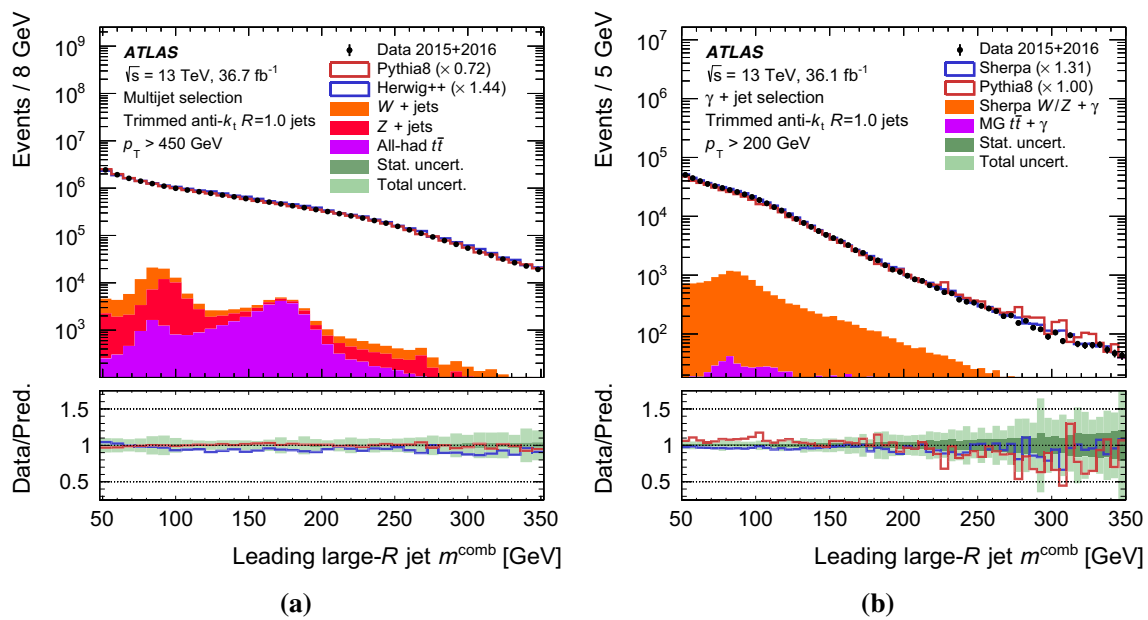 Events / 8 GeV
10⁹
10⁸
10⁷
10⁶
10⁵
10⁴
10³
ATLAS
√s = 13 TeV, 36.7 fb⁻¹
Multijet selection
Trimmed anti-kₜ R=1.0 jets
p_T > 450 GeV
Data 2015+2016
Pythia8 (× 0.72)
Herwig++ (× 1.44)
W + jets
Z + jets
All-had tt̄
Stat. uncert.
Total uncert.
Data/Pred.
1.5
1
0.5
50 100 150 200 250 300 350
Leading large-R jet m^comb [GeV]
(a)
Events / 5 GeV
10⁷
10⁶
10⁵
10⁴
10³
10²
ATLAS
√s = 13 TeV, 36.1 fb⁻¹
γ + jet selection
Trimmed anti-kₜ R=1.0 jets
p_T > 200 GeV
Data 2015+2016
Sherpa (× 1.31)
Pythia8 (× 1.00)
Sherpa W/Z + γ
MG tt̄ + γ
Stat. uncert.
Total uncert.
Data/Pred.
1.5
1
0.5
50 100 150 200 250 300 350
Leading large-R jet m^comb [GeV]
(b)